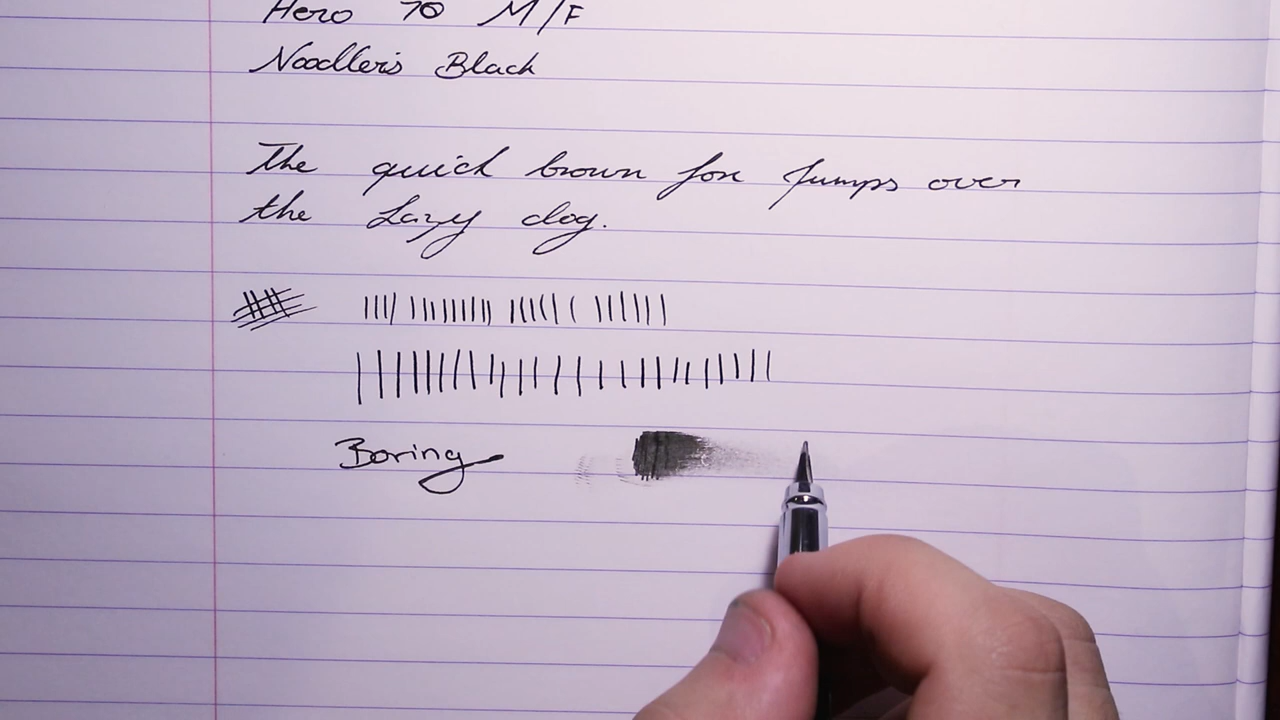 Hero 70 M/F
Noodler's Black
The quick brown fox jumps over
the Lazy dog.
Boring